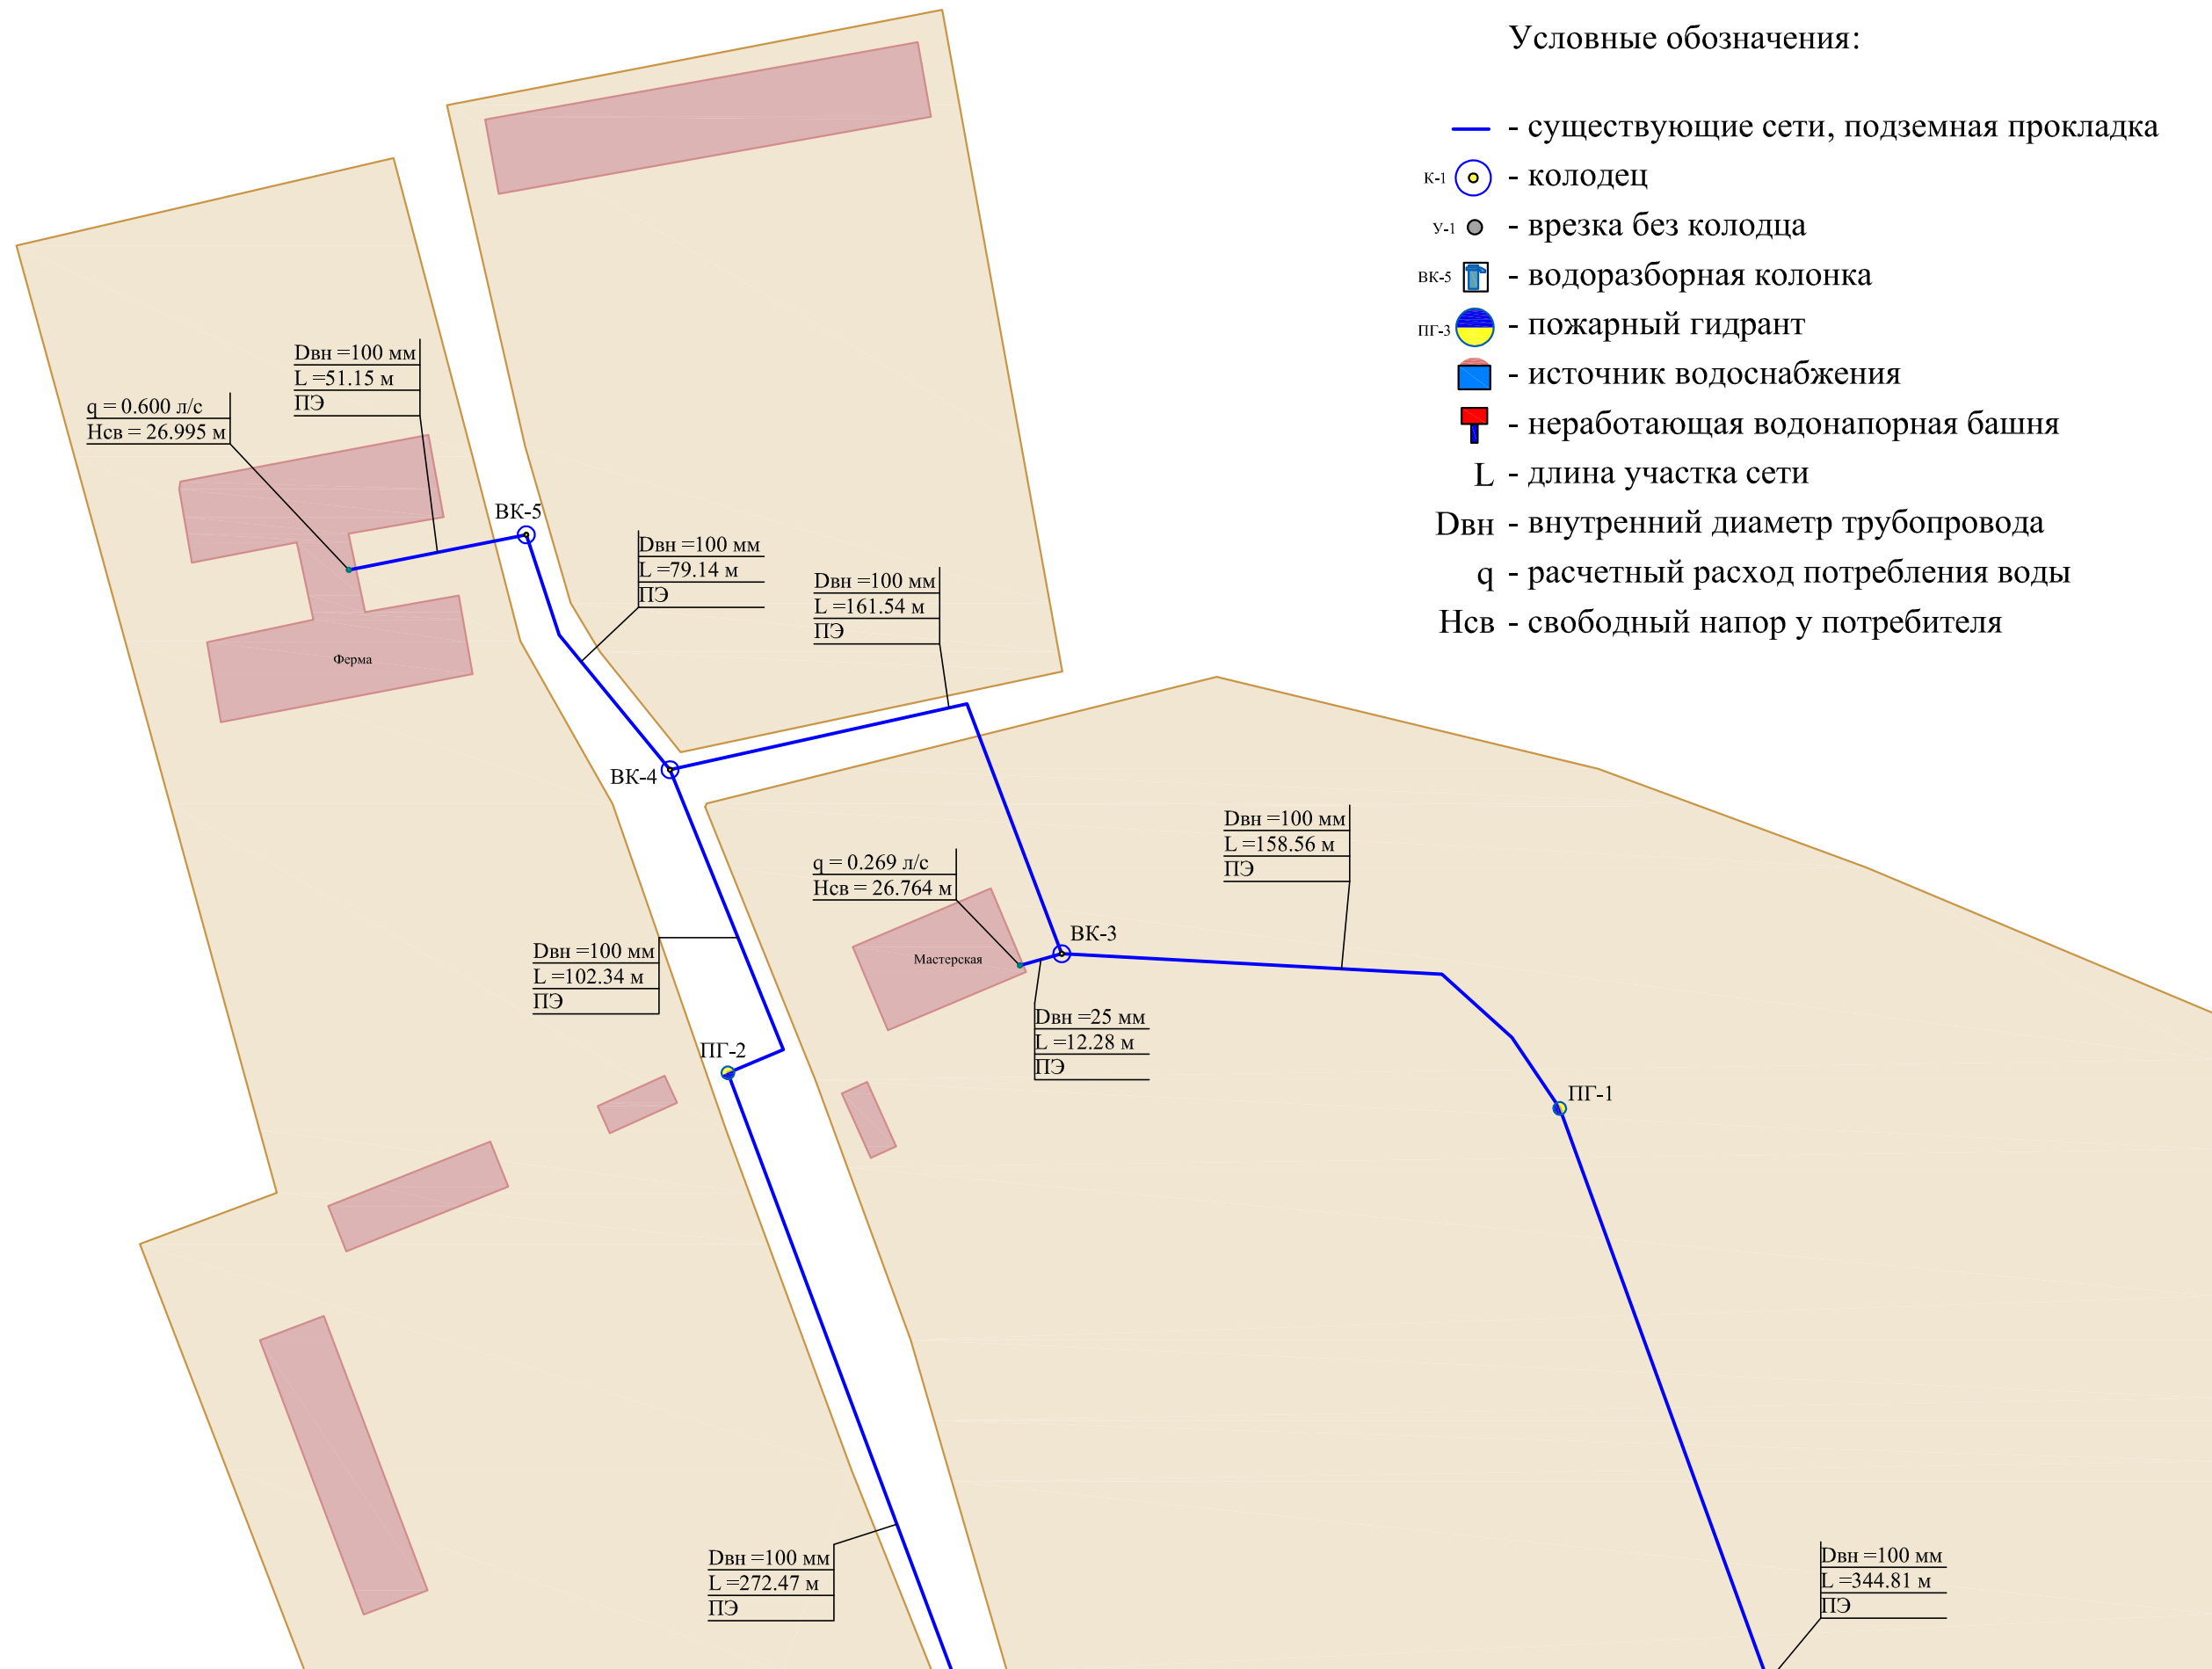 Условные обозначения:
- существующие сети, подземная прокладка
К-1 - колодец
У-1 - врезка без колодца
ВК-5 - водоразборная колонка
ПГ-3 - пожарный гидрант
- источник водоснабжения
- неработающая водонапорная башня
L - длина участка сети
Dвн - внутренний диаметр трубопровода
q - расчетный расход потребления воды
Нсв - свободный напор у потребителя
Dвн =100 мм
L =51.15 м
ПЭ
q = 0.600 л/с
Нсв = 26.995 м
ВК-5
Dвн =100 мм
L =79.14 м
ПЭ
Dвн =100 мм
L =161.54 м
ПЭ
Ферма
ВК-4
Dвн =100 мм
L =158.56 м
ПЭ
q = 0.269 л/с
Нсв = 26.764 м
ВК-3
Мастерская
Dвн =100 мм
L =102.34 м
ПЭ
Dвн =25 мм
L =12.28 м
ПЭ
ПГ-2
ПГ-1
Dвн =100 мм
L =272.47 м
ПЭ
Dвн =100 мм
L =344.81 м
ПЭ